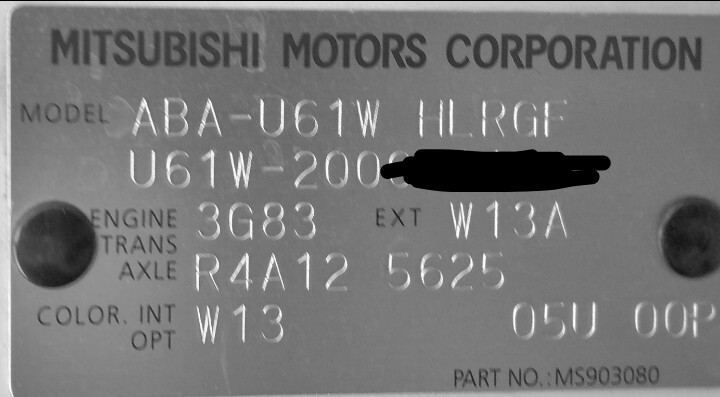 MITSUBISHI MOTORS CORPORATION
MODEL ABA-U61W HLRGF
U61W-200
ENGINE 3G83 EXT W13A
TRANS
AXLE R4A12 5625
COLOR. INT W13 05U 00P
OPT
PART NO.:MS903080